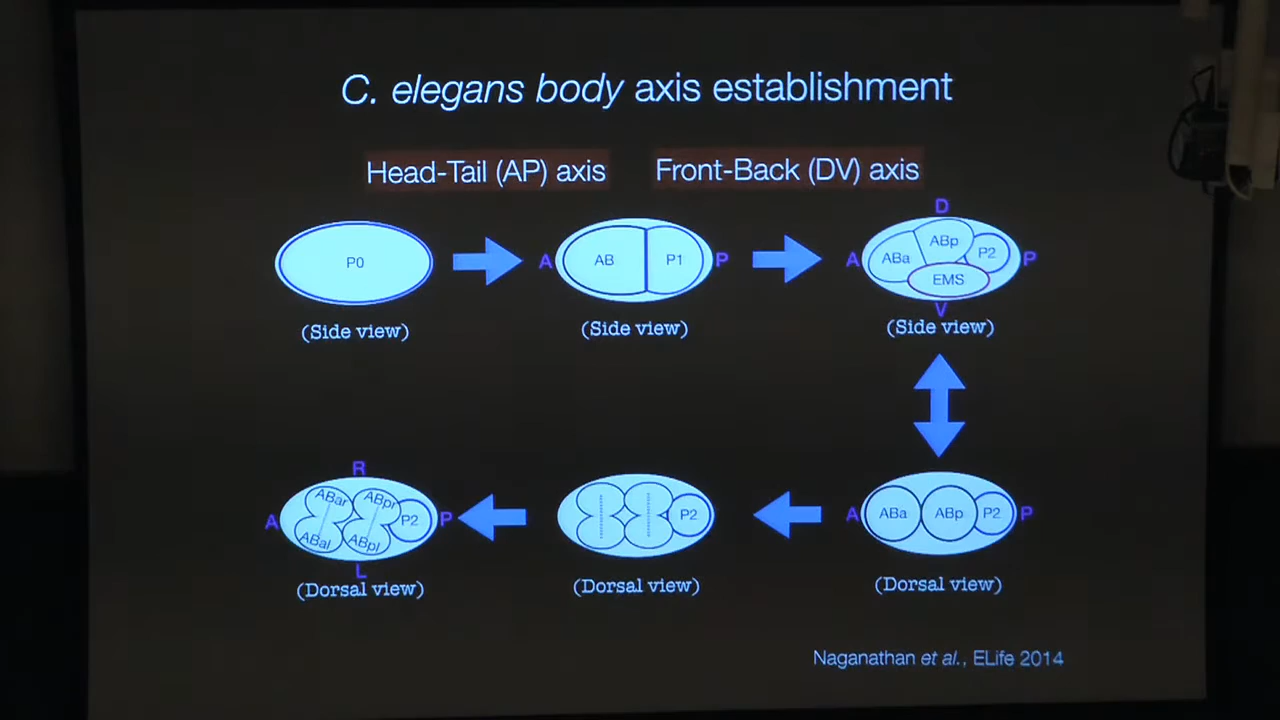 C. elegans body axis establishment
Head-Tail (AP) axis
Front-Back (DV) axis
P0
(Side view)
A
AB
P1
P
(Side view)
D
A
ABa
ABp
P2
EMS
P
V
(Side view)
R
A
ABar
ABpr
P2
ABal
ABpl
P
L
(Dorsal view)
P2
(Dorsal view)
A
ABa
ABp
P2
P
(Dorsal view)
Naganathan et al., ELife 2014